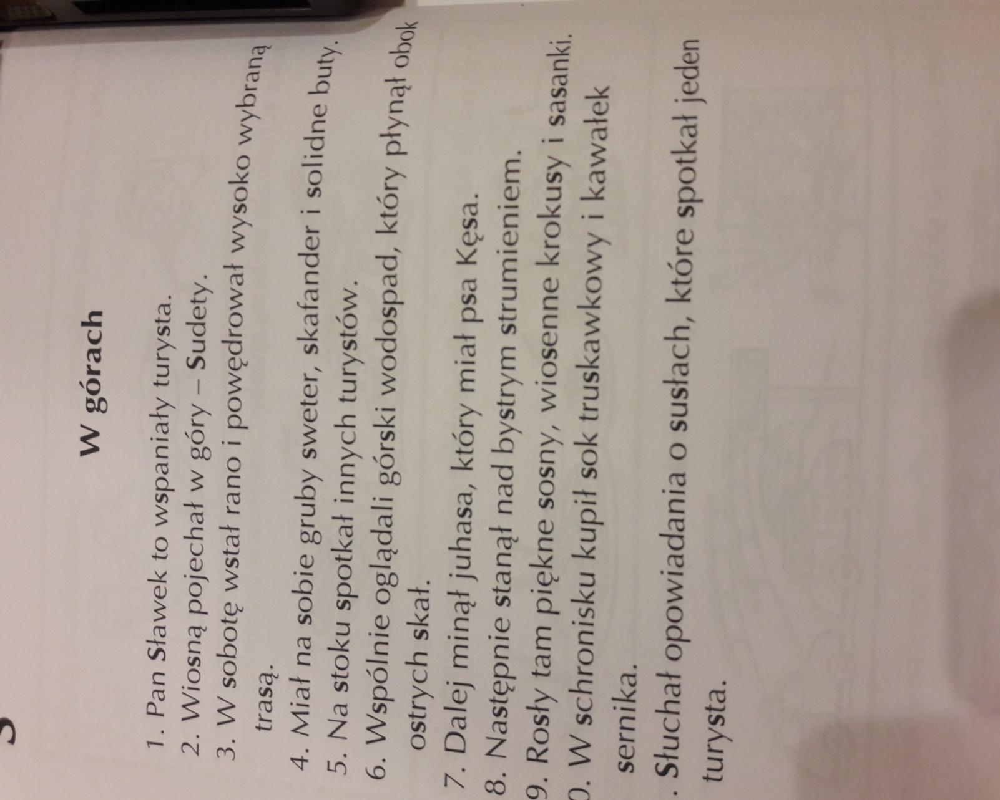 W górach
1. Pan Sławek to wspaniały turysta.
2. Wiosną pojechał w góry – Sudety.
3. W sobotę wstał rano i powędrował wysoko wybraną
trasą.
4. Miał na sobie gruby sweter, skafander i solidne buty.
5. Na stoku spotkał innych turystów.
6. Wspólnie oglądali górski wodospad, który płynął obok
ostrych skał.
7. Dalej minął juhasa, który miał psa Kęsa.
8. Następnie stanął nad bystrym strumieniem.
9. Rosły tam piękne sosny, wiosenne krokusy i sasanki.
0. W schronisku kupił sok truskawkowy i kawałek
sernika.
. Słuchał opowiadania o susłach, które spotkał jeden
turysta.